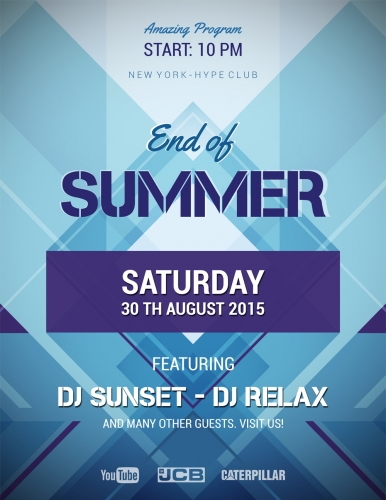 Amazing Program
START: 10 PM
NEW YORK-HYPE CLUB
End of
SUMMER
SATURDAY
30 TH AUGUST 2015
FEATURING
DJ SUNSET - DJ RELAX
AND MANY OTHER GUESTS. VISIT US!
YouTube JCB CATERPILLAR